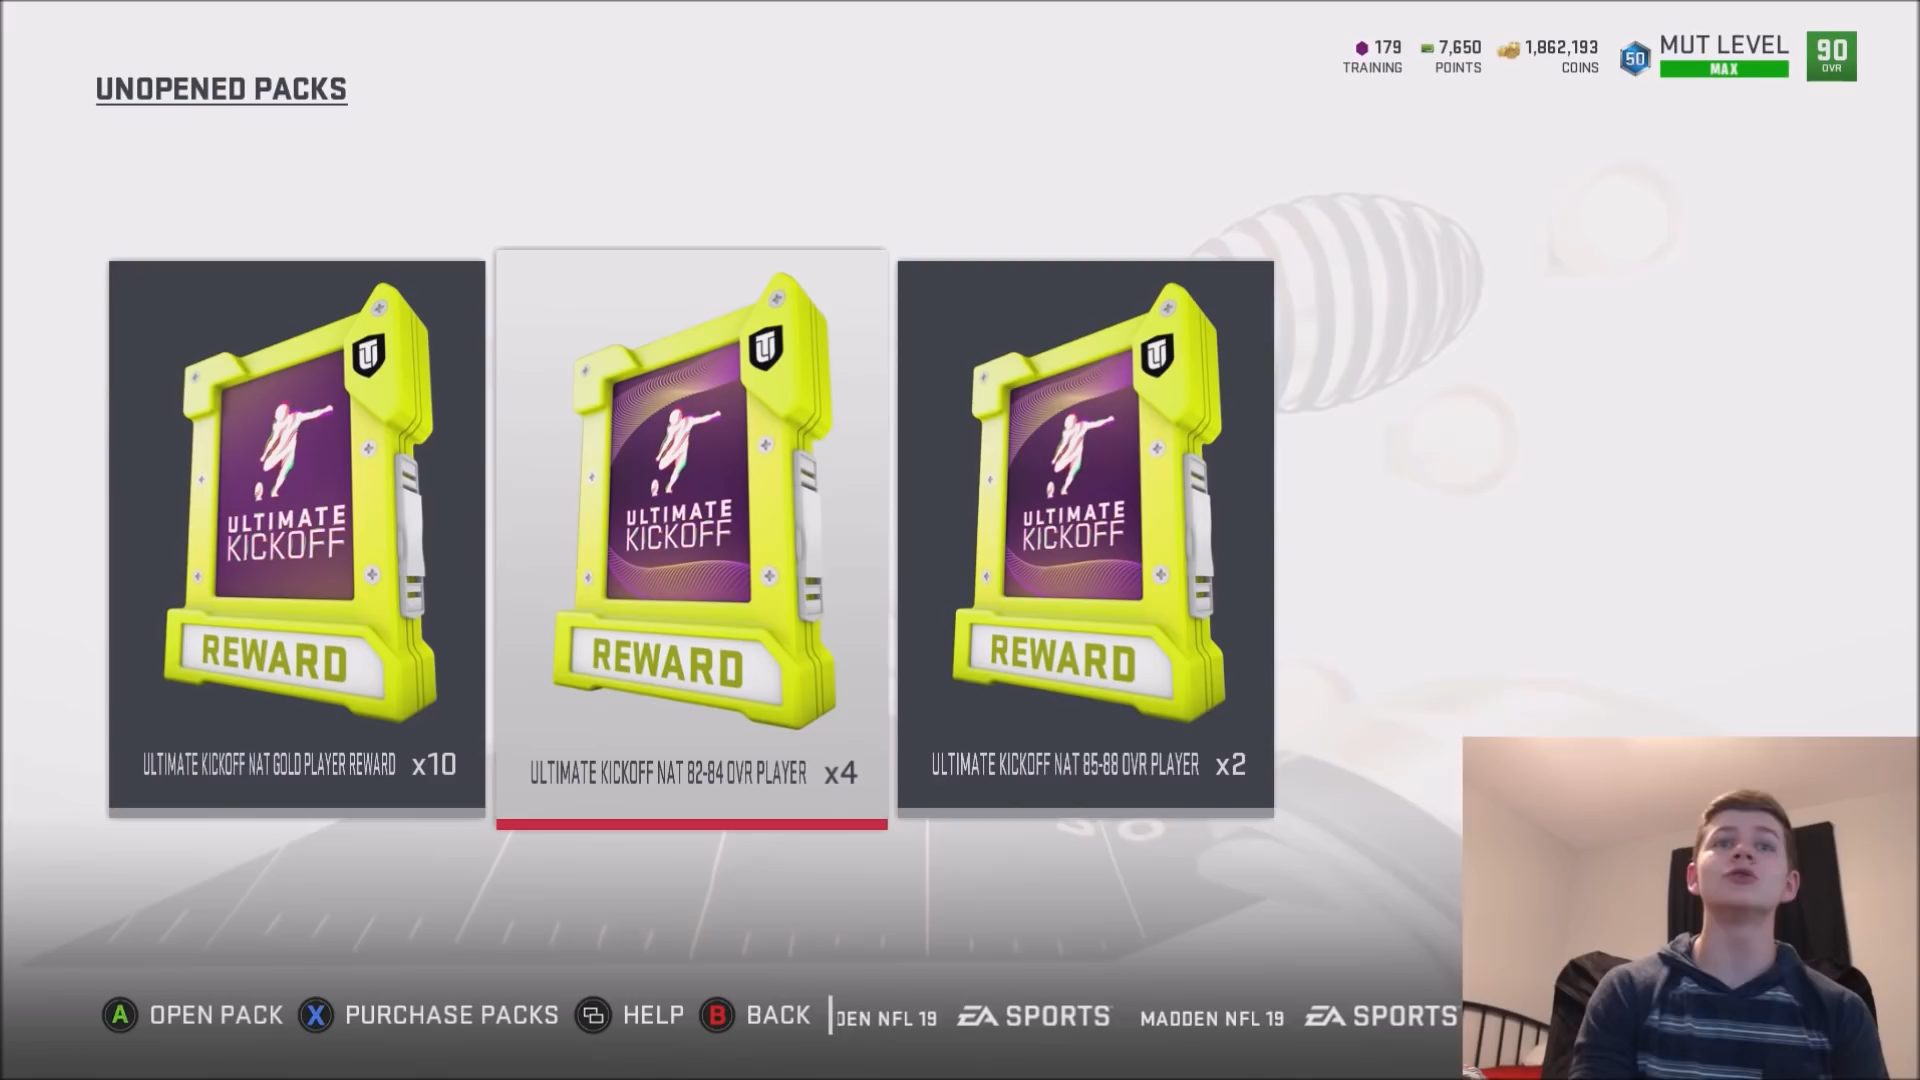 UNOPENED PACKS
179
TRAINING
7,650
POINTS
1,862,193
COINS
50
MUT LEVEL
MAX
90
OVR
ULTIMATE
KICKOFF
REWARD
ULTIMATE KICKOFF NAT GOLD PLAYER REWARD x10
ULTIMATE
KICKOFF
REWARD
ULTIMATE KICKOFF NAT 82-84 OVR PLAYER x4
ULTIMATE
KICKOFF
REWARD
ULTIMATE KICKOFF NAT 85-88 OVR PLAYER x2
A OPEN PACK X PURCHASE PACKS HELP B BACK DEN NFL 19 EA SPORTS MADDEN NFL 19 EA SPORTS